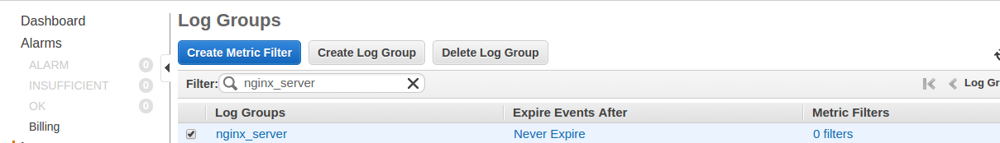 Dashboard
Alarms
ALARM 0
INSUFFICIENT 0
OK 0
Billing
Log Groups
Create Metric Filter Create Log Group Delete Log Group
Filter: nginx_server
Log Gr
Log Groups Expire Events After Metric Filters
nginx_server Never Expire 0 filters